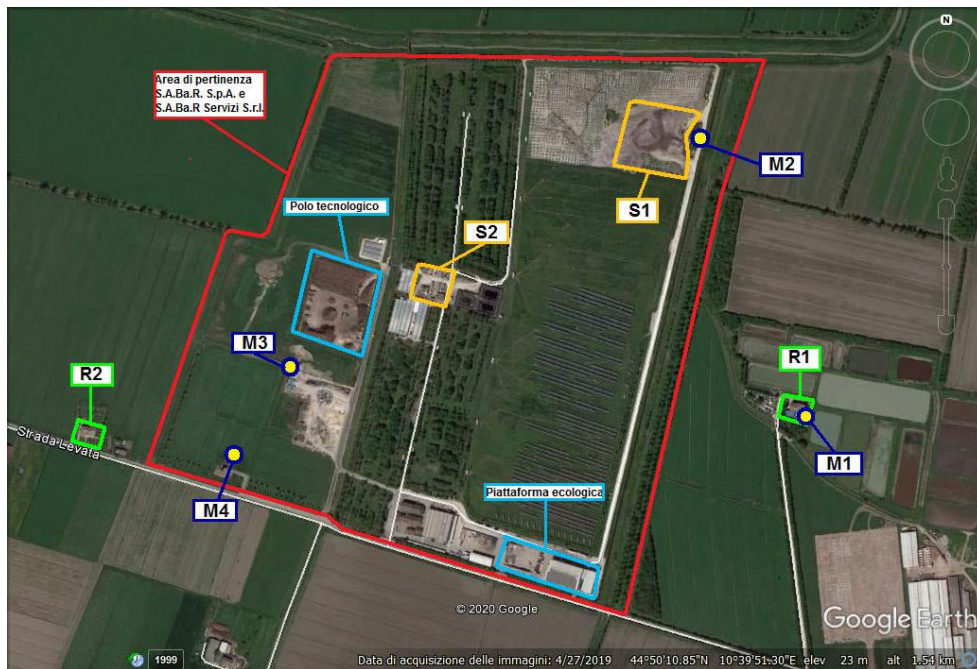 N
Area di pertinenza
S.A.Ba.R. S.p.A. e
S.A.Ba.R Servizi S.r.l.
M2
S1
Polo tecnologico
S2
M3
R2
R1
Strada Levata
M1
M4
Piattaforma ecologica
© 2020 Google
Google Earth
1999
Data di acquisizione delle immagini: 4/27/2019 44°50'10.85"N 10°39'51.30"E elev 23 m alt 1.54 km